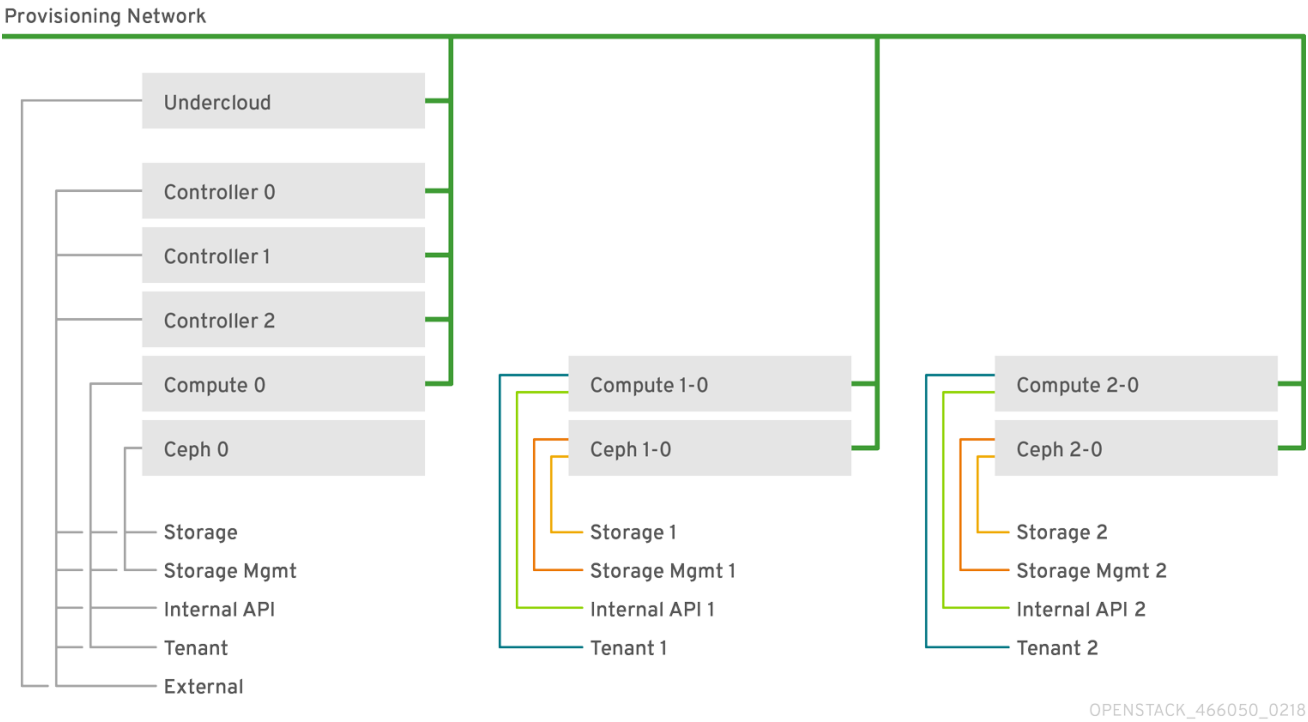 Provisioning Network
Undercloud
Controller 0
Controller 1
Controller 2
Compute 0
Ceph 0
Storage
Storage Mgmt
Internal API
Tenant
External
Compute 1-0
Ceph 1-0
Storage 1
Storage Mgmt 1
Internal API 1
Tenant 1
Compute 2-0
Ceph 2-0
Storage 2
Storage Mgmt 2
Internal API 2
Tenant 2
OPENSTACK_466050_0218